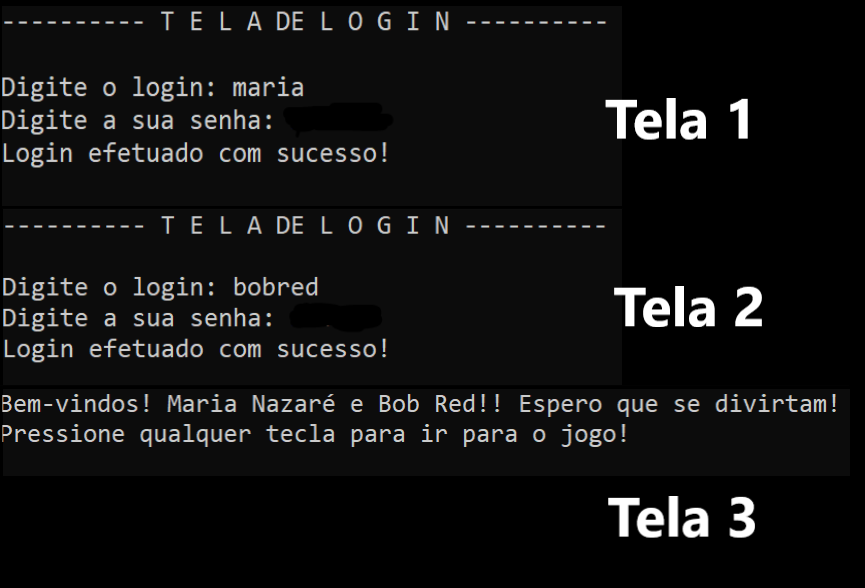 ---------- T E L A DE L O G I N ----------
Digite o login: maria
Digite a sua senha:
Login efetuado com sucesso!
Tela 1
---------- T E L A DE L O G I N ----------
Digite o login: bobred
Digite a sua senha:
Login efetuado com sucesso!
Tela 2
Bem-vindos! Maria Nazaré e Bob Red!! Espero que se divirtam!
Pressione qualquer tecla para ir para o jogo!
Tela 3